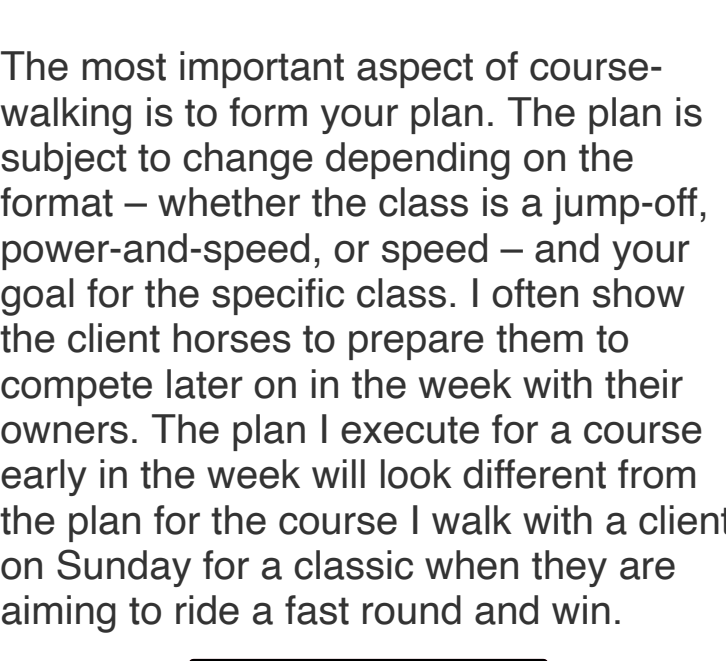 The most important aspect of course-
walking is to form your plan. The plan is
subject to change depending on the
format – whether the class is a jump-off,
power-and-speed, or speed – and your
goal for the specific class. I often show
the client horses to prepare them to
compete later on in the week with their
owners. The plan I execute for a course
early in the week will look different from
the plan for the course I walk with a client
on Sunday for a classic when they are
aiming to ride a fast round and win.